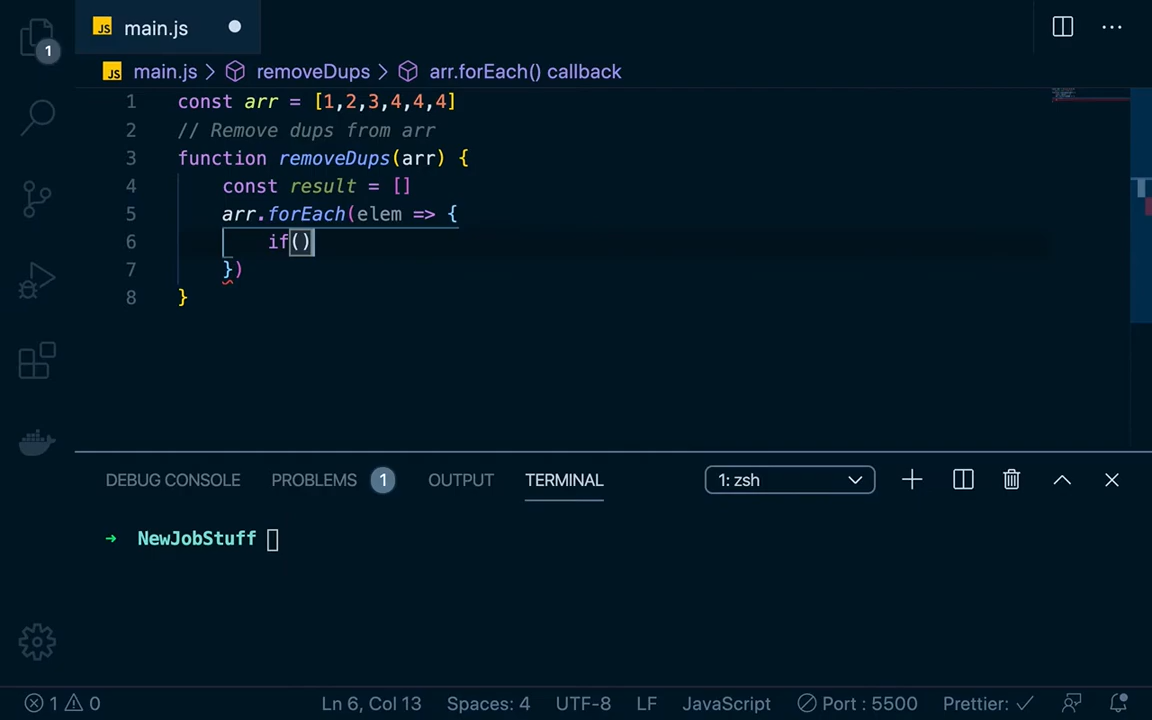 1
JS main.js
JS main.js > removeDups > arr.forEach() callback
1 const arr = [1,2,3,4,4,4]
2 // Remove dups from arr
3 function removeDups(arr) {
4 const result = []
5 arr.forEach(elem => {
6 if()
7 })
8 }
DEBUG CONSOLE PROBLEMS 1 OUTPUT TERMINAL 1: zsh
→ NewJobStuff
1 0 Ln 6, Col 13 Spaces: 4 UTF-8 LF JavaScript Port : 5500 Prettier: ✓